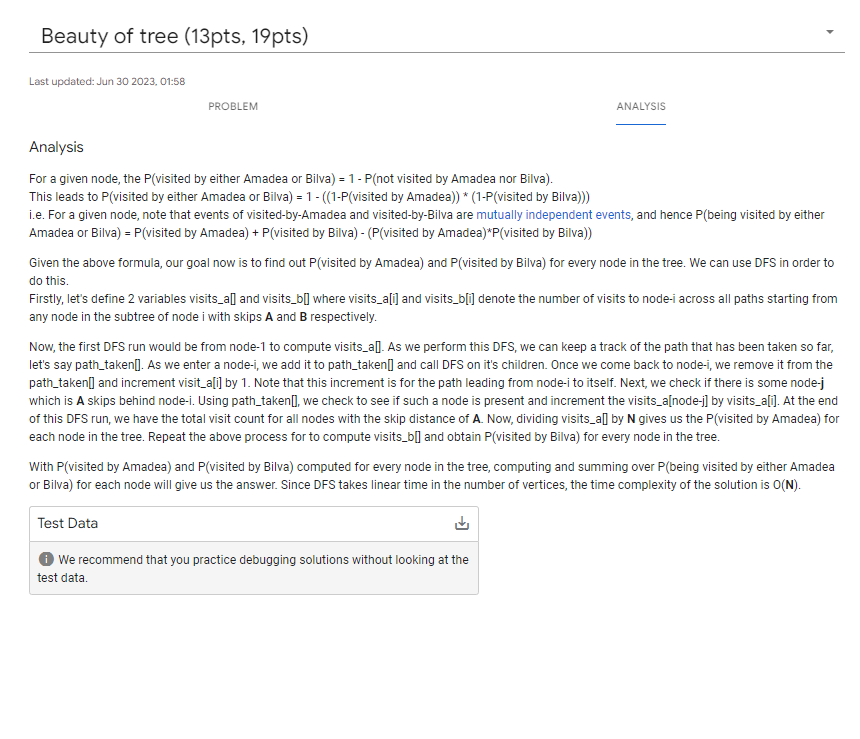 Beauty of tree (13pts, 19pts)
Last updated: Jun 30 2023, 01:58
PROBLEM
ANALYSIS
Analysis
For a given node, the P(visited by either Amadea or Bilva) = 1 - P(not visited by Amadea nor Bilva).
This leads to P(visited by either Amadea or Bilva) = 1 - ((1-P(visited by Amadea)) * (1-P(visited by Bilva)))
i.e. For a given node, note that events of visited-by-Amadea and visited-by-Bilva are mutually independent events, and hence P(being visited by either
Amadea or Bilva) = P(visited by Amadea) + P(visited by Bilva) - (P(visited by Amadea)*P(visited by Bilva))
Given the above formula, our goal now is to find out P(visited by Amadea) and P(visited by Bilva) for every node in the tree. We can use DFS in order to
do this.
Firstly, let's define 2 variables visits_a[] and visits_b[] where visits_a[i] and visits_b[i] denote the number of visits to node-i across all paths starting from
any node in the subtree of node i with skips A and B respectively.
Now, the first DFS run would be from node-1 to compute visits_a[]. As we perform this DFS, we can keep a track of the path that has been taken so far,
let's say path_taken[]. As we enter a node-i, we add it to path_taken[] and call DFS on it's children. Once we come back to node-i, we remove it from the
path_taken[] and increment visit_a[i] by 1. Note that this increment is for the path leading from node-i to itself. Next, we check if there is some node-j
which is A skips behind node-i. Using path_taken[], we check to see if such a node is present and increment the visits_a[node-j] by visits_a[i]. At the end
of this DFS run, we have the total visit count for all nodes with the skip distance of A. Now, dividing visits_a[] by N gives us the P(visited by Amadea) for
each node in the tree. Repeat the above process for to compute visits_b[] and obtain P(visited by Bilva) for every node in the tree.
With P(visited by Amadea) and P(visited by Bilva) computed for every node in the tree, computing and summing over P(being visited by either Amadea
or Bilva) for each node will give us the answer. Since DFS takes linear time in the number of vertices, the time complexity of the solution is O(N).
Test Data
We recommend that you practice debugging solutions without looking at the
test data.